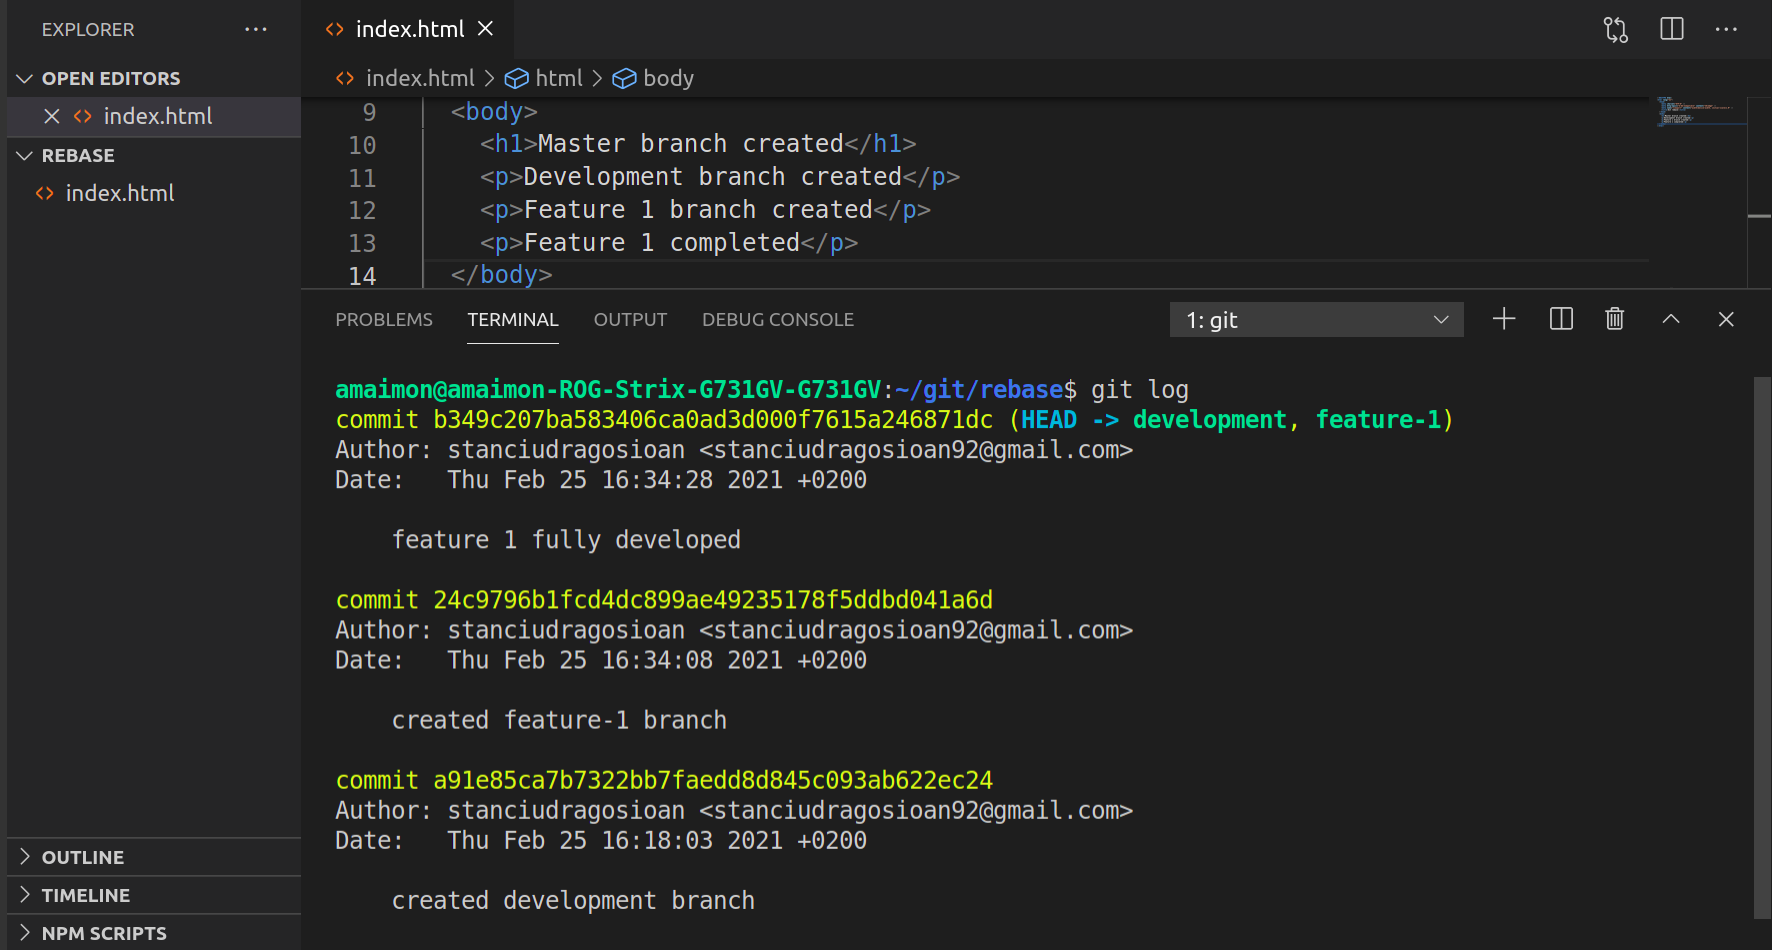 EXPLORER
OPEN EDITORS
index.html
REBASE
index.html
OUTLINE
TIMELINE
NPM SCRIPTS
index.html
index.html > html > body
9 <body>
10 <h1>Master branch created</h1>
11 <p>Development branch created</p>
12 <p>Feature 1 branch created</p>
13 <p>Feature 1 completed</p>
14 </body>
PROBLEMS TERMINAL OUTPUT DEBUG CONSOLE 1: git
amaimon@amaimon-ROG-Strix-G731GV-G731GV:~/git/rebase$ git log
commit b349c207ba583406ca0ad3d000f7615a246871dc (HEAD -> development, feature-1)
Author: stanciudragosioan <stanciudragosioan92@gmail.com>
Date:   Thu Feb 25 16:34:28 2021 +0200
feature 1 fully developed
commit 24c9796b1fcd4dc899ae49235178f5ddbd041a6d
Author: stanciudragosioan <stanciudragosioan92@gmail.com>
Date:   Thu Feb 25 16:34:08 2021 +0200
created feature-1 branch
commit a91e85ca7b7322bb7faedd8d845c093ab622ec24
Author: stanciudragosioan <stanciudragosioan92@gmail.com>
Date:   Thu Feb 25 16:18:03 2021 +0200
created development branch